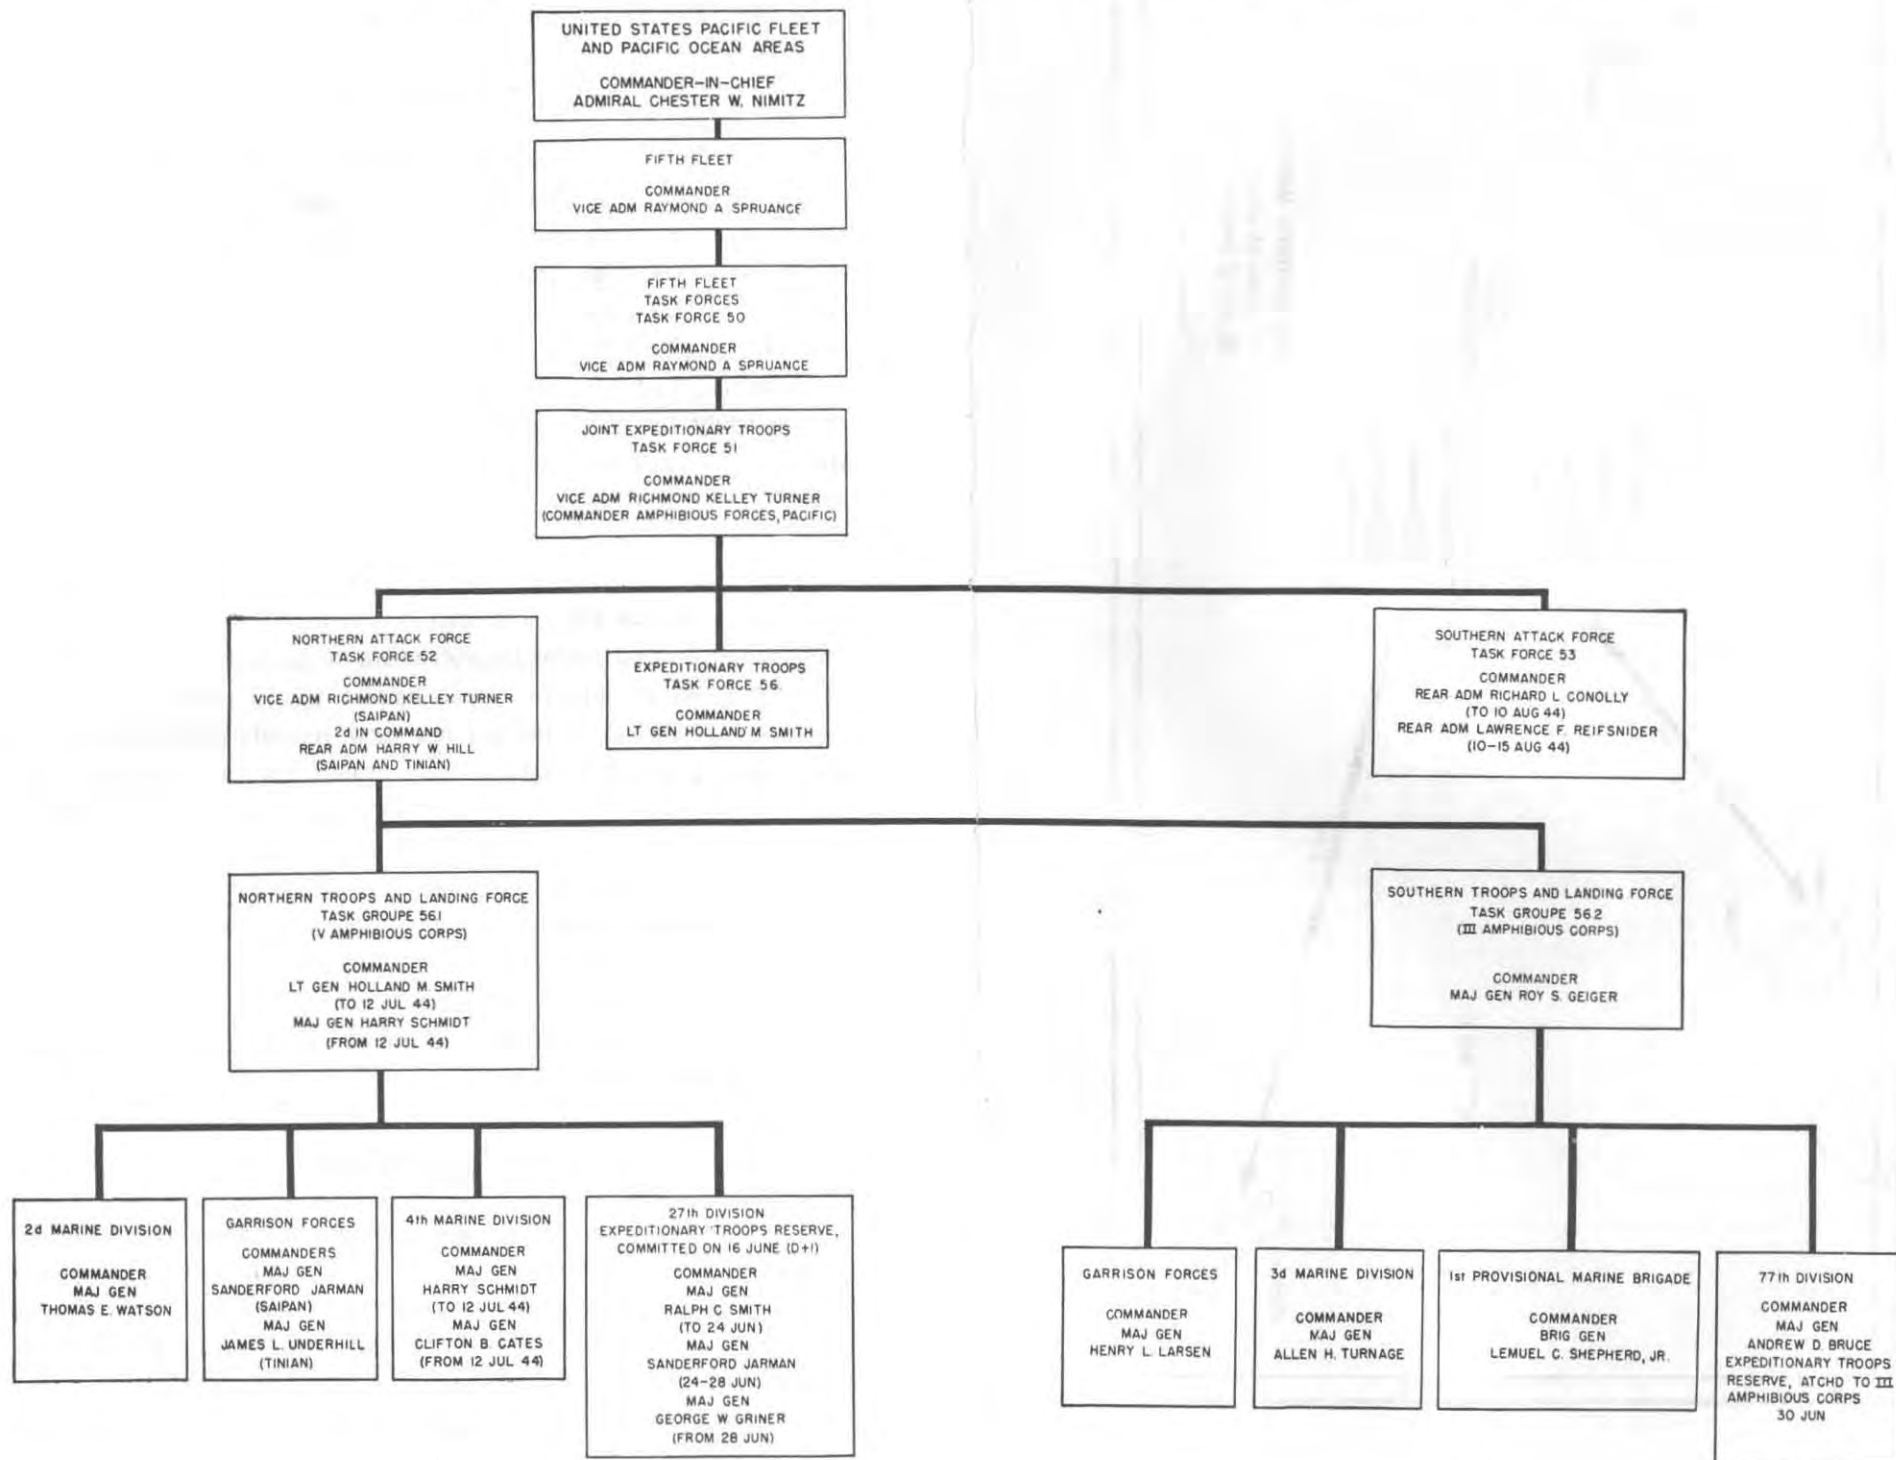 UNITED STATES PACIFIC FLEET
AND PACIFIC OCEAN AREAS
COMMANDER-IN-CHIEF
ADMIRAL CHESTER W. NIMITZ
FIFTH FLEET
COMMANDER
VICE ADM RAYMOND A SPRUANCE
FIFTH FLEET
TASK FORCES
TASK FORCE 50
COMMANDER
VICE ADM RAYMOND A SPRUANCE
JOINT EXPEDITIONARY TROOPS
TASK FORCE 51
COMMANDER
VICE ADM RICHMOND KELLEY TURNER
(COMMANDER AMPHIBIOUS FORCES, PACIFIC)
NORTHERN ATTACK FORCE
TASK FORCE 52
COMMANDER
VICE ADM RICHMOND KELLEY TURNER
(SAIPAN)
2d IN COMMAND
REAR ADM HARRY W. HILL
(SAIPAN AND TINIAN)
EXPEDITIONARY TROOPS
TASK FORCE 56.
COMMANDER
LT GEN HOLLAND M. SMITH
SOUTHERN ATTACK FORCE
TASK FORCE 53
COMMANDER
REAR ADM RICHARD L. CONOLLY
(TO 10 AUG 44)
REAR ADM LAWRENCE F. REIFSNIDER
(10-15 AUG 44)
NORTHERN TROOPS AND LANDING FORCE
TASK GROUPE 56.1
(V AMPHIBIOUS CORPS)
COMMANDER
LT GEN HOLLAND M. SMITH
(TO 12 JUL 44)
MAJ GEN HARRY SCHMIDT
(FROM 12 JUL 44)
SOUTHERN TROOPS AND LANDING FORCE
TASK GROUPE 56.2
(III AMPHIBIOUS CORPS)
COMMANDER
MAJ GEN ROY S. GEIGER
2d MARINE DIVISION
COMMANDER
MAJ GEN
THOMAS E. WATSON
GARRISON FORCES
COMMANDERS
MAJ GEN
SANDERFORD JARMAN
(SAIPAN)
MAJ GEN
JAMES L. UNDERHILL
(TINIAN)
4th MARINE DIVISION
COMMANDER
MAJ GEN
HARRY SCHMIDT
(TO 12 JUL 44)
MAJ GEN
CLIFTON B. CATES
(FROM 12 JUL 44)
27th DIVISION
EXPEDITIONARY TROOPS RESERVE,
COMMITTED ON 16 JUNE (D+1)
COMMANDER
MAJ GEN
RALPH C SMITH
(TO 24 JUN)
MAJ GEN
SANDERFORD JARMAN
(24-28 JUN)
MAJ GEN
GEORGE W GRINER
(FROM 28 JUN)
GARRISON FORCES
COMMANDER
MAJ GEN
HENRY L. LARSEN
3d MARINE DIVISION
COMMANDER
MAJ GEN
ALLEN H. TURNAGE
1st PROVISIONAL MARINE BRIGADE
COMMANDER
BRIG GEN
LEMUEL C. SHEPHERD, JR.
77th DIVISION
COMMANDER
MAJ GEN
ANDREW D. BRUCE
EXPEDITIONARY TROOPS
RESERVE, ATCHD TO III
AMPHIBIOUS CORPS
30 JUN